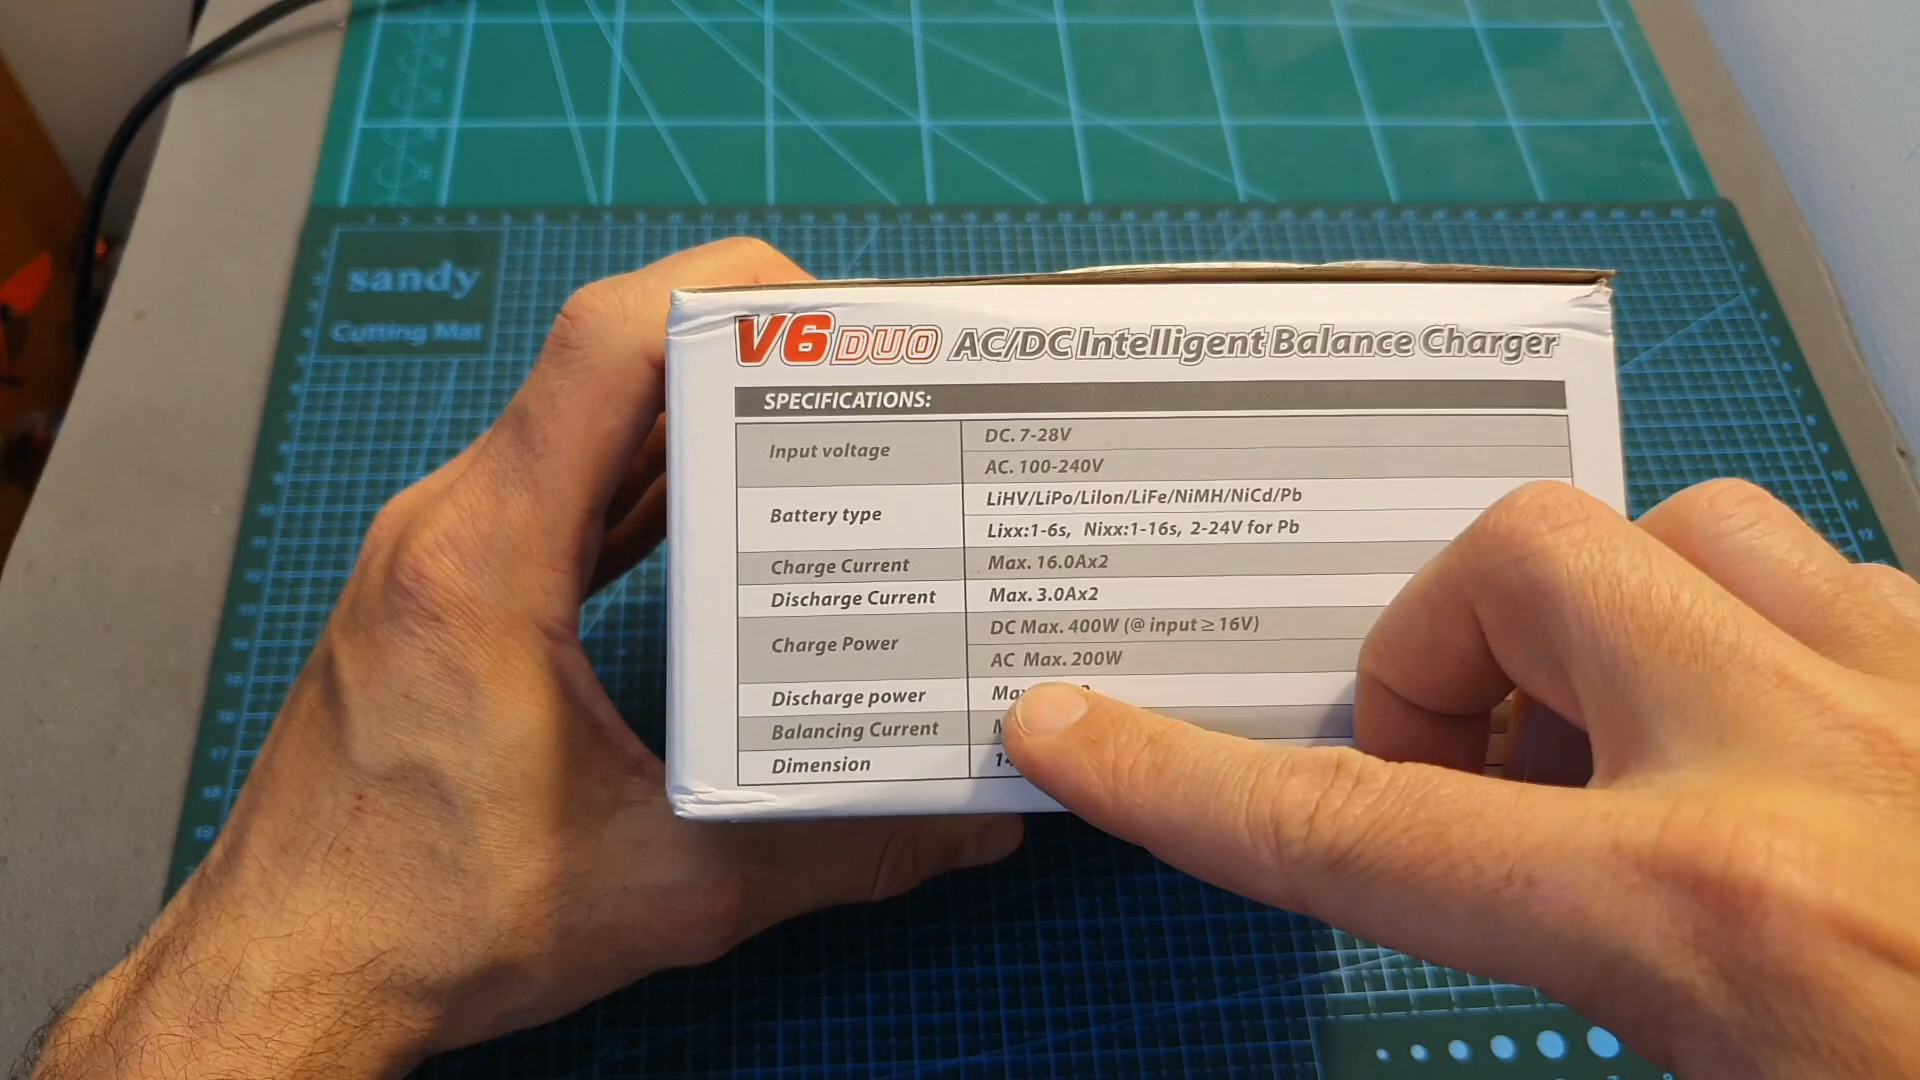 sandy
Cutting Mat
V6 DUO AC/DC Intelligent Balance Charger
SPECIFICATIONS:
Input voltage
DC. 7-28V
AC. 100-240V
Battery type
LiHV/LiPo/LiIon/LiFe/NiMH/NiCd/Pb
Lixx:1-6s, Nixx:1-16s, 2-24V for Pb
Charge Current
Max. 16.0Ax2
Discharge Current
Max. 3.0Ax2
Charge Power
DC Max. 400W (@ input ≥ 16V)
AC Max. 200W
Discharge power
Balancing Current
Dimension